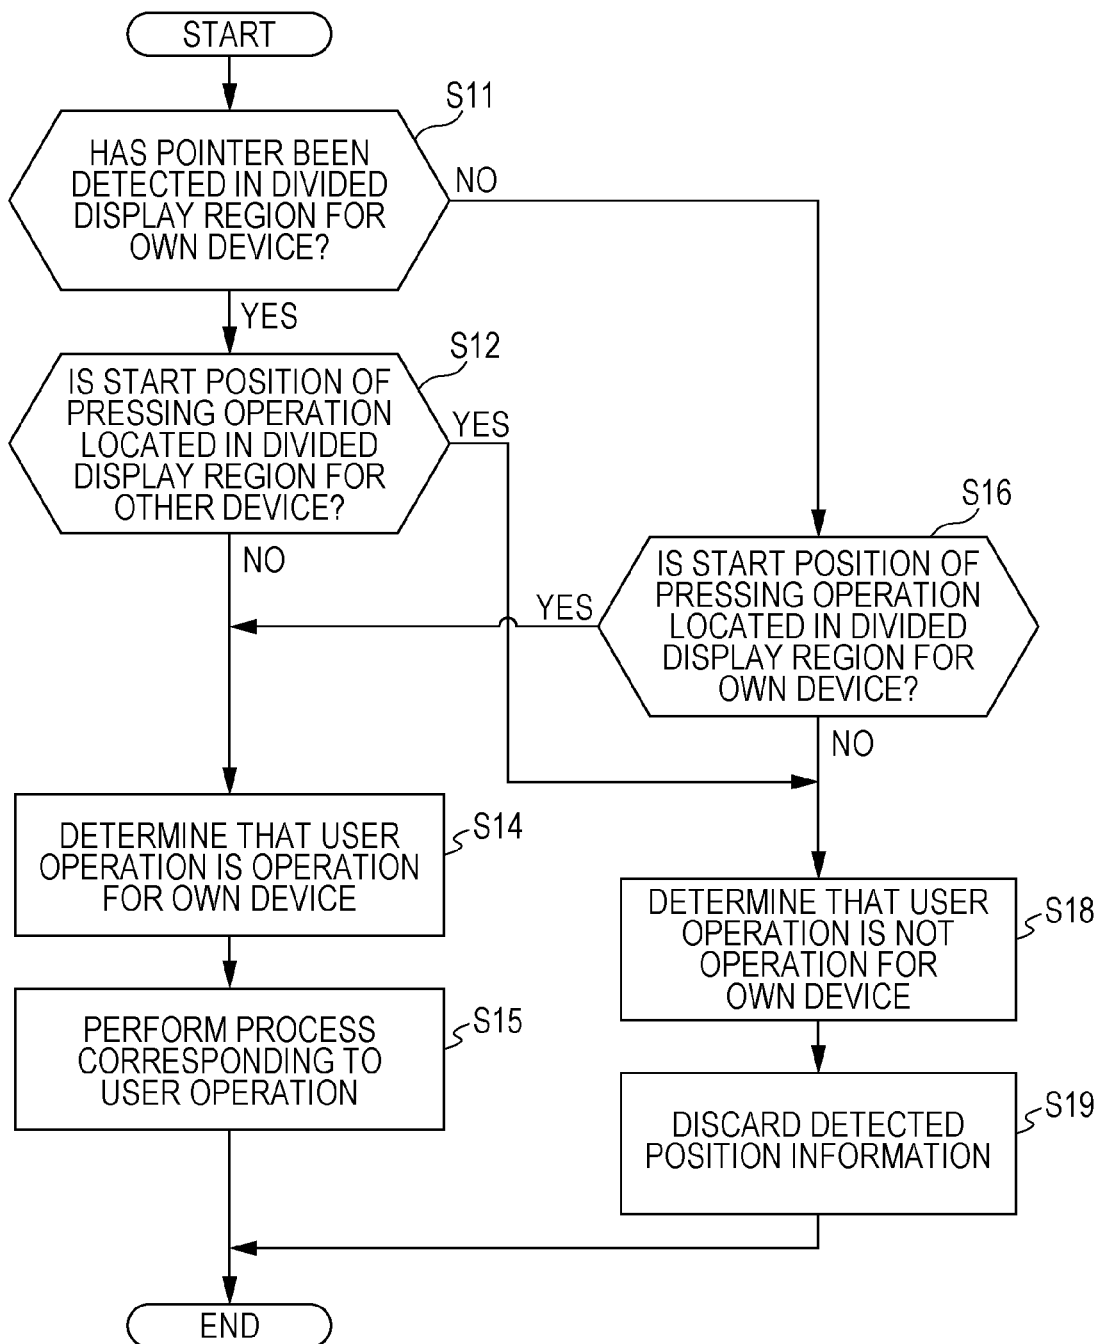 START
S11
HAS POINTER BEEN
DETECTED IN DIVIDED
DISPLAY REGION FOR
OWN DEVICE?
NO
YES
S12
IS START POSITION OF
PRESSING OPERATION
LOCATED IN DIVIDED
DISPLAY REGION FOR
OTHER DEVICE?
YES
NO
S16
IS START POSITION OF
PRESSING OPERATION
LOCATED IN DIVIDED
DISPLAY REGION FOR
OWN DEVICE?
YES
NO
DETERMINE THAT USER
OPERATION IS OPERATION
FOR OWN DEVICE
S14
PERFORM PROCESS
CORRESPONDING TO
USER OPERATION
S15
DETERMINE THAT USER
OPERATION IS NOT
OPERATION FOR
OWN DEVICE
S18
DISCARD DETECTED
POSITION INFORMATION
S19
END